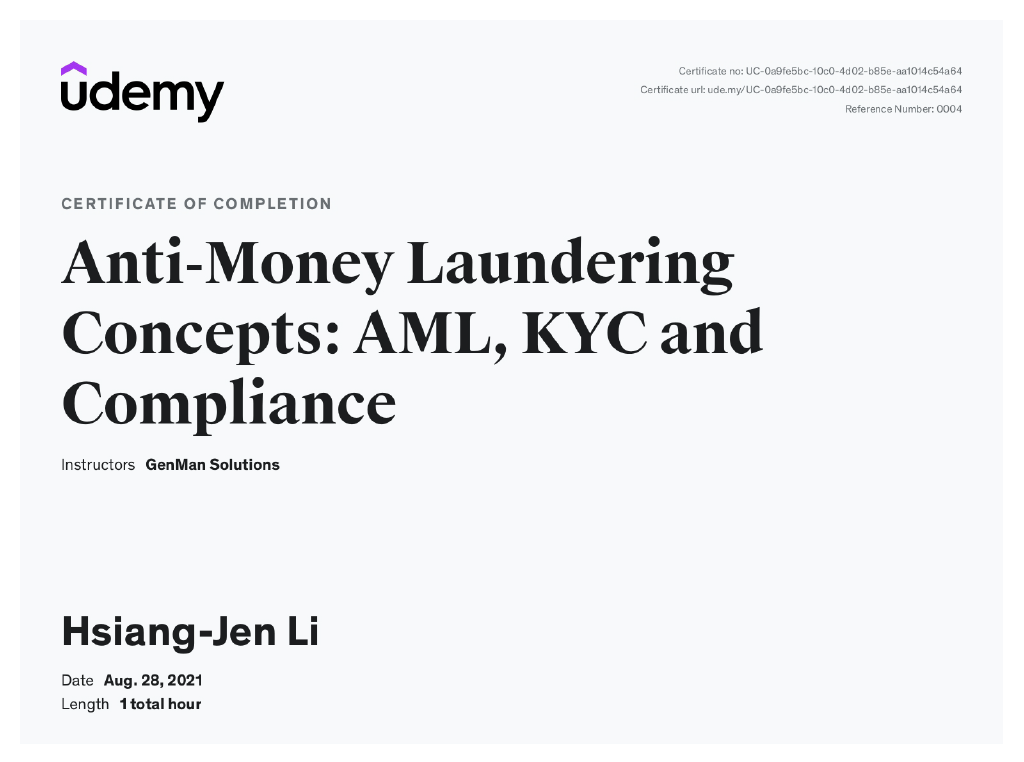 udemy
Certificate no: UC-0a9fe5bc-10c0-4d02-b85e-aa1014c54a64
Certificate url: ude.my/UC-0a9fe5bc-10c0-4d02-b85e-aa1014c54a64
Reference Number: 0004
CERTIFICATE OF COMPLETION
Anti-Money Laundering
Concepts: AML, KYC and
Compliance
Instructors GenMan Solutions
Hsiang-Jen Li
Date Aug. 28, 2021
Length 1 total hour